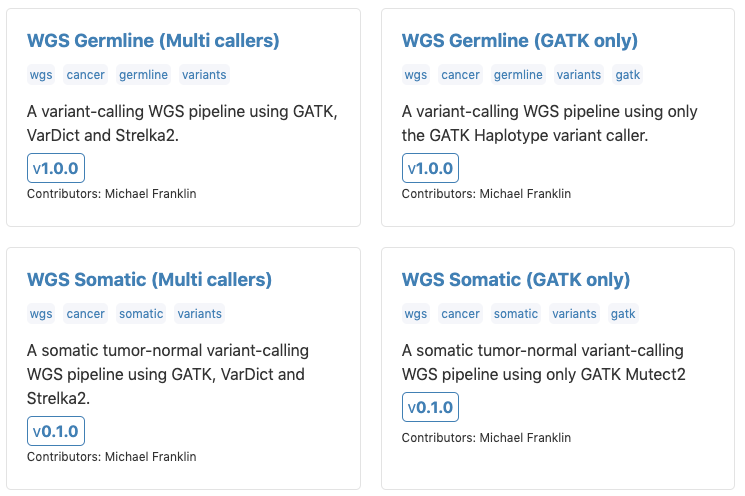 WGS Germline (Multi callers)
wgs cancer germline variants
A variant-calling WGS pipeline using GATK,
VarDict and Strelka2.
v1.0.0
Contributors: Michael Franklin
WGS Germline (GATK only)
wgs cancer germline variants gatk
A variant-calling WGS pipeline using only
the GATK Haplotype variant caller.
v1.0.0
Contributors: Michael Franklin
WGS Somatic (Multi callers)
wgs cancer somatic variants
A somatic tumor-normal variant-calling
WGS pipeline using GATK, VarDict and
Strelka2.
v0.1.0
Contributors: Michael Franklin
WGS Somatic (GATK only)
wgs cancer somatic variants gatk
A somatic tumor-normal variant-calling
WGS pipeline using only GATK Mutect2
v0.1.0
Contributors: Michael Franklin